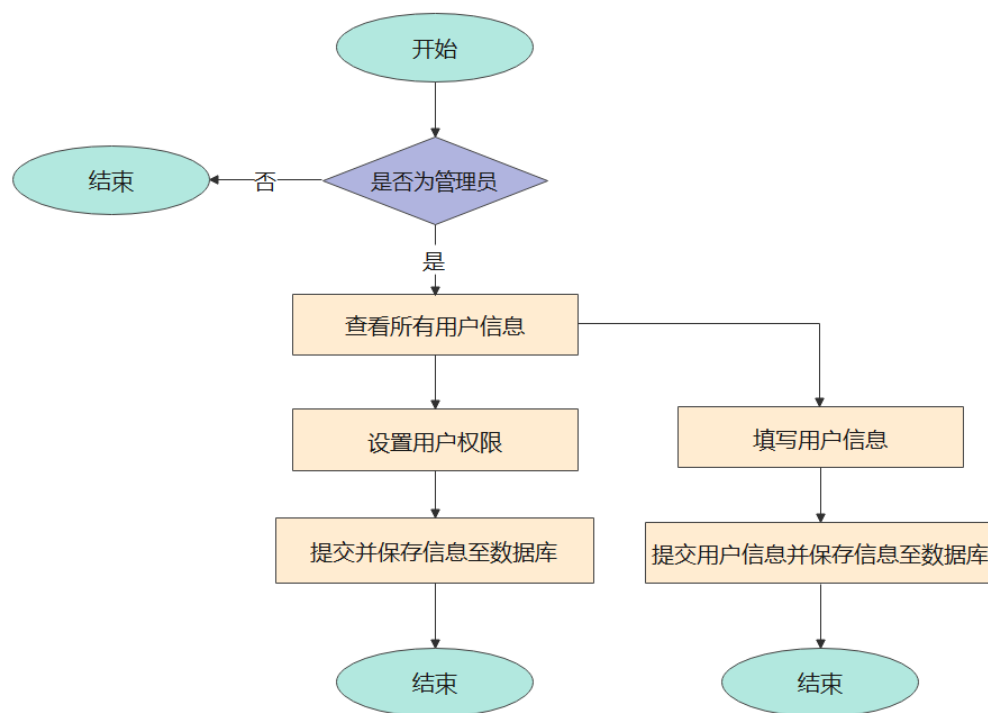 开始
是否为管理员
否
结束
是
查看所有用户信息
设置用户权限
填写用户信息
提交并保存信息至数据库
提交用户信息并保存信息至数据库
结束
结束